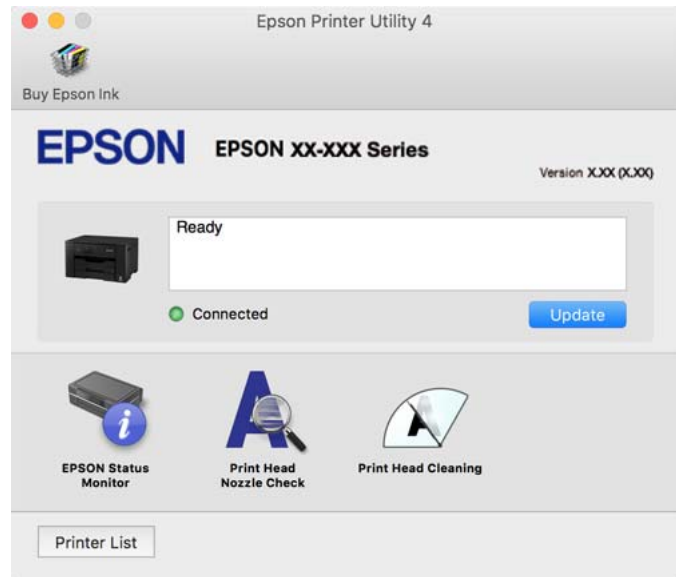 Epson Printer Utility 4
Buy Epson Ink
EPSON
EPSON XX-XXX Series
Version X.XX (X.XX)
Ready
Connected
Update
EPSON Status
Monitor
Print Head
Nozzle Check
Print Head Cleaning
Printer List